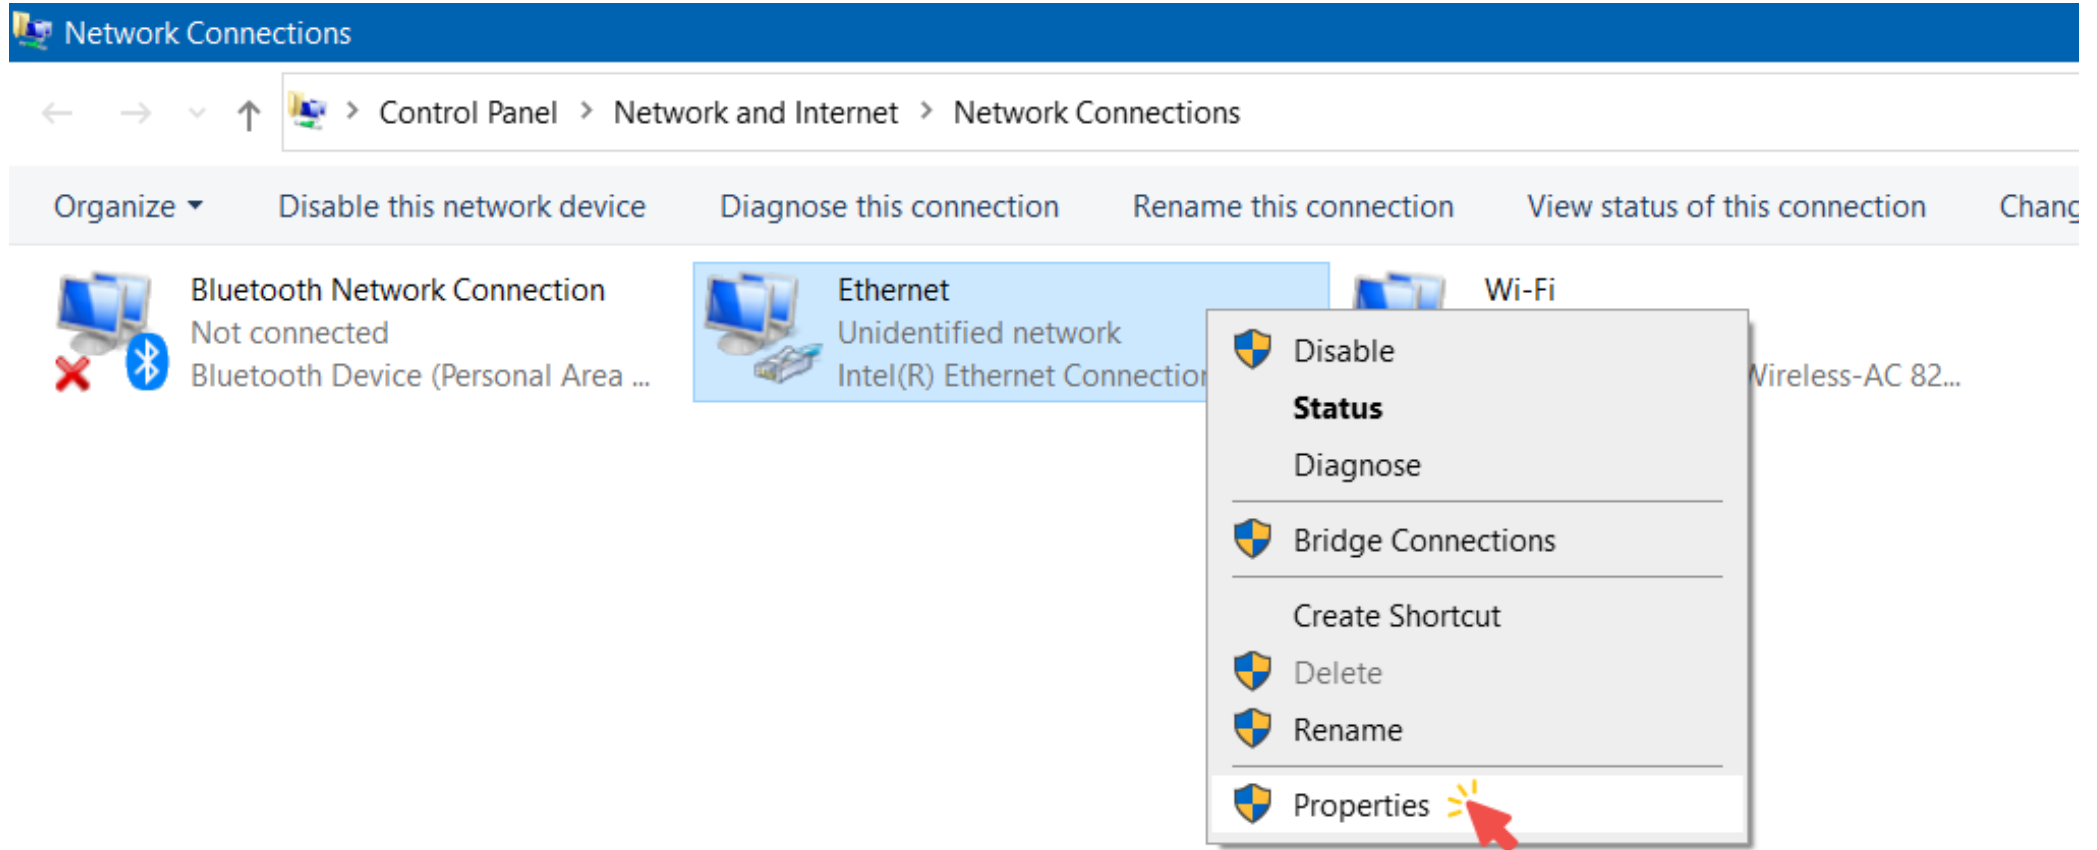 Network Connections
Control Panel > Network and Internet > Network Connections
Organize Disable this network device Diagnose this connection Rename this connection View status of this connection
Bluetooth Network Connection
Not connected
Bluetooth Device (Personal Area ...
Ethernet
Unidentified network
Intel(R) Ethernet Connection
Wi-Fi
Wireless-AC 82...
Disable
Status
Diagnose
Bridge Connections
Create Shortcut
Delete
Rename
Properties